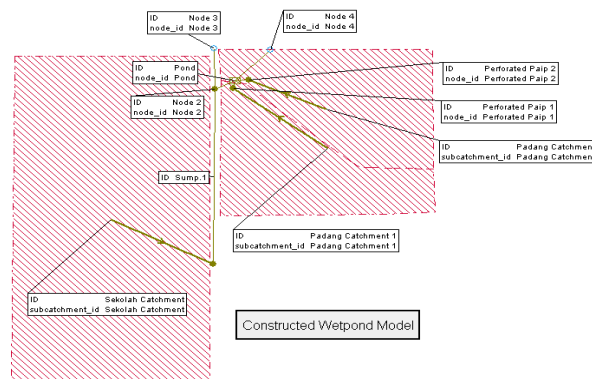 ID Node 3
node_id Node 3
ID Node 4
node_id Node 4
ID Pond
node_id Pond
ID Perforated Paip 2
node_id Perforated Paip 2
ID Node 2
node_id Node 2
ID Perforated Paip 1
node_id Perforated Paip 1
ID Padang Catchmen
subcatchment_id Padang Catchmen
ID Sump.1
ID Padang Catchment 1
subcatchment_id Padang Catchment 1
ID Sekolah Catchment
subcatchment_id Sekolah Catchment
Constructed Wetpond Model